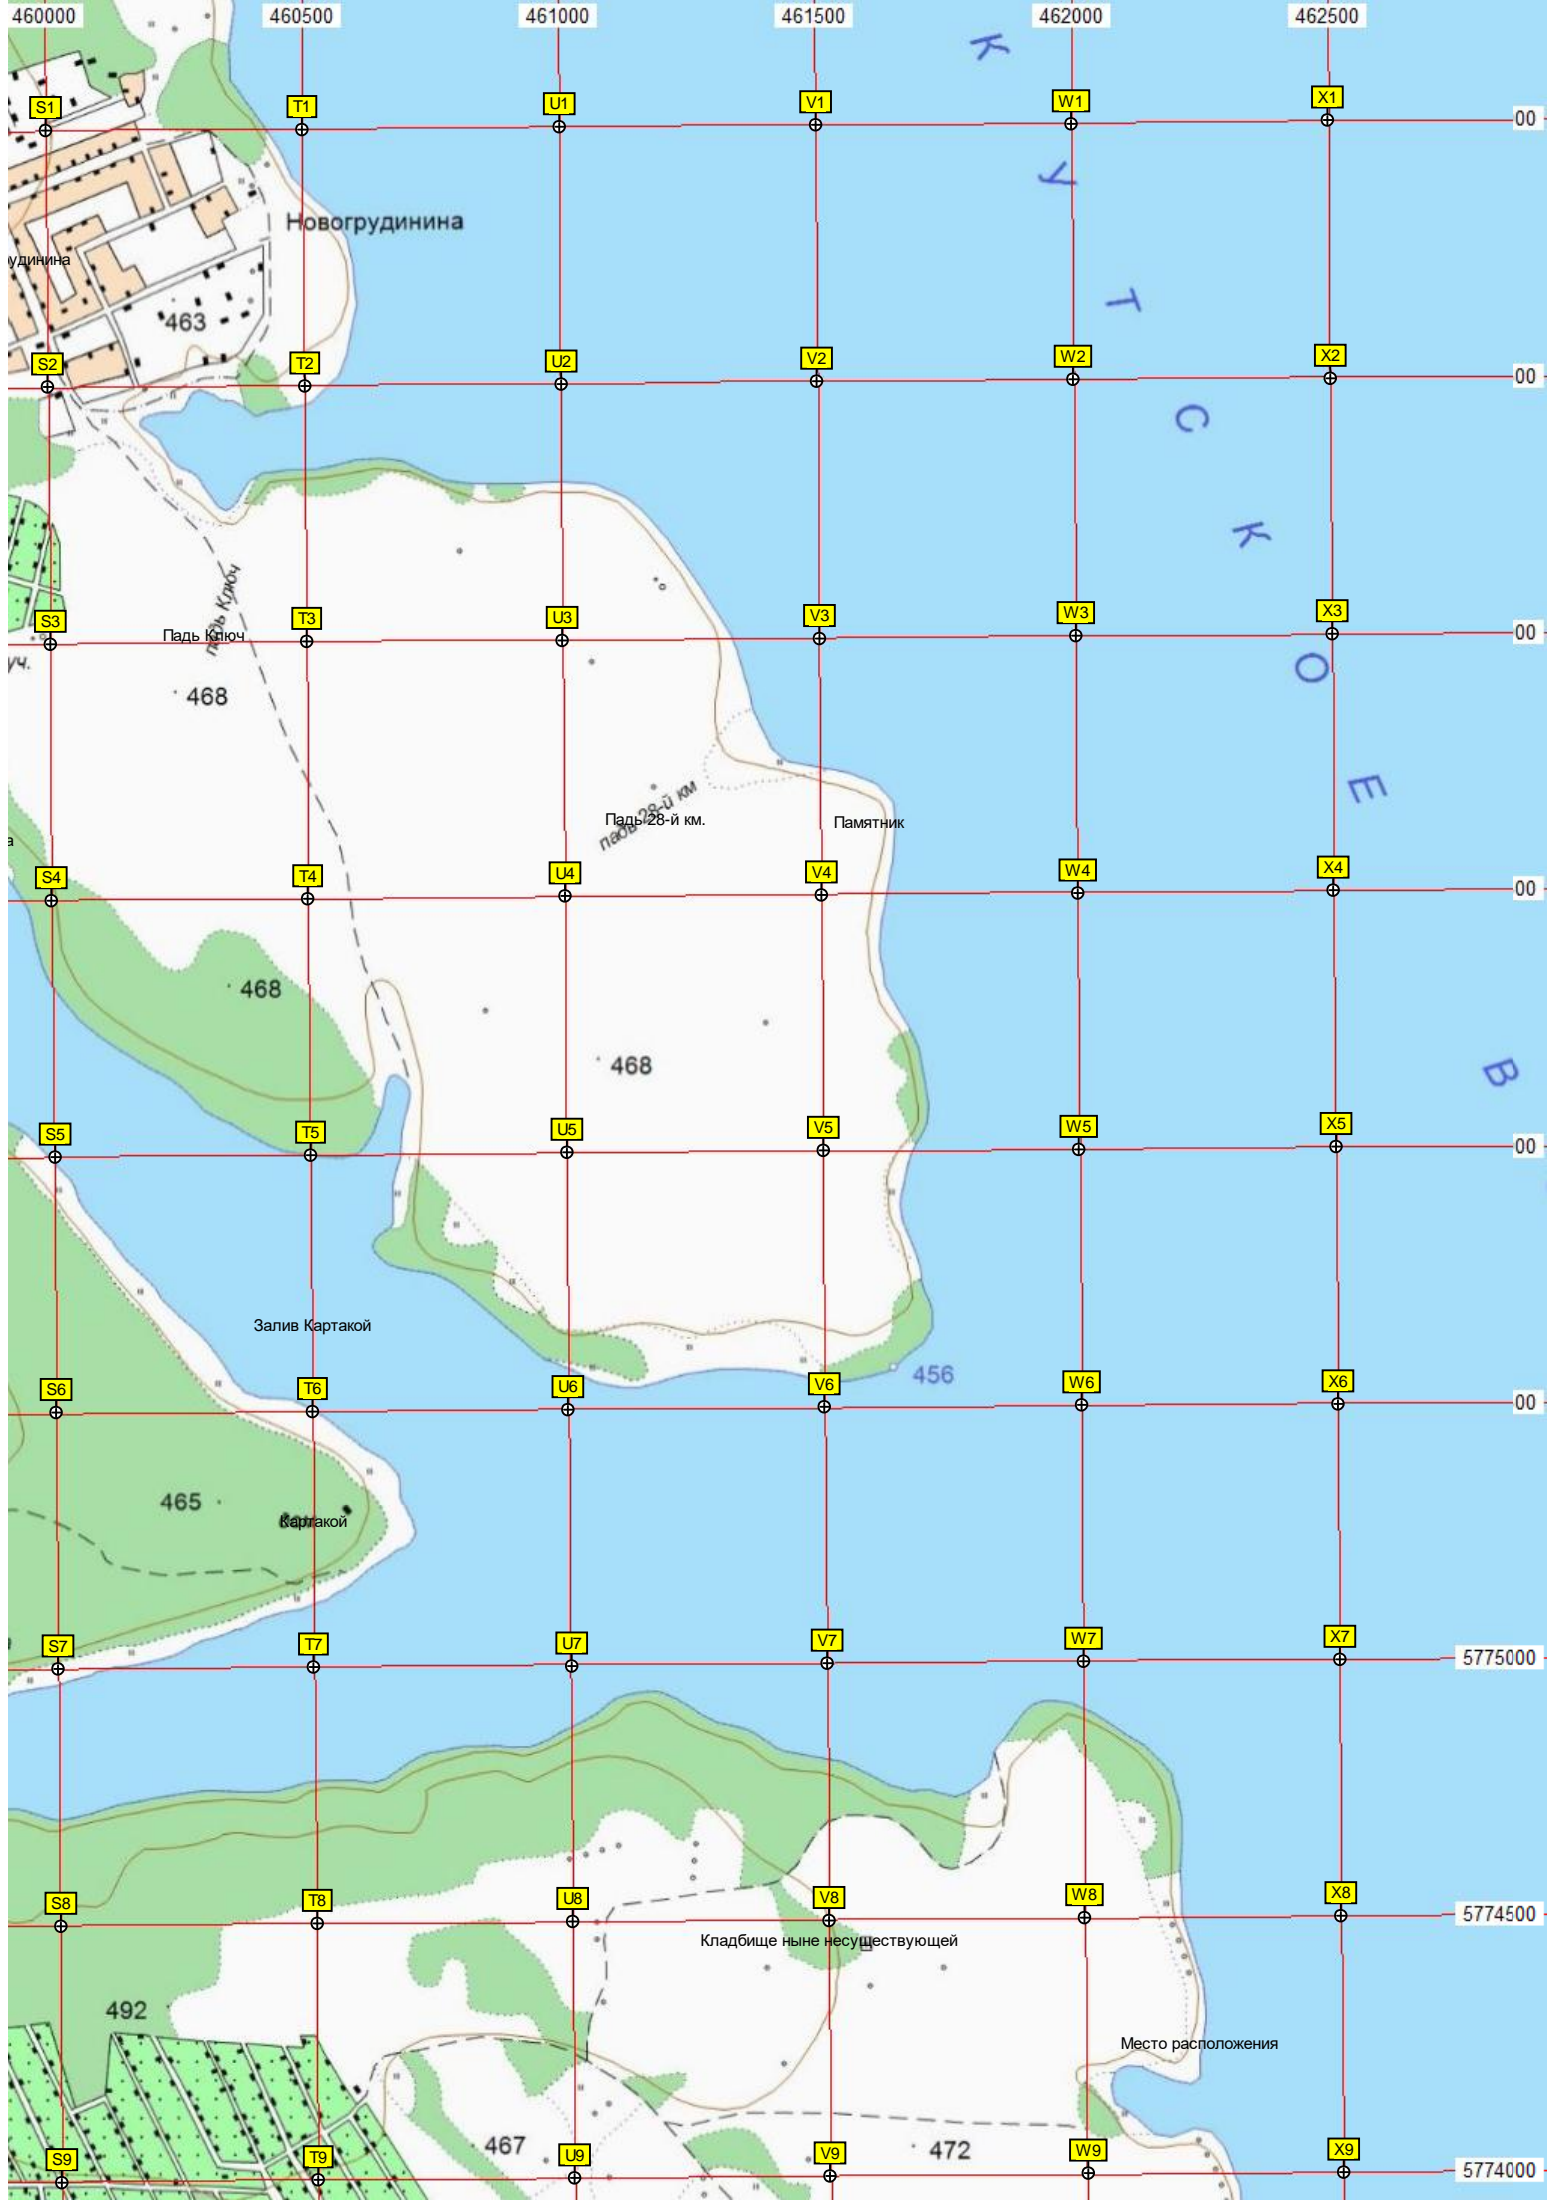 460000 460500 461000 461500 462000 462500
К
S1 T1 U1 V1 W1 X1
00
У
Новогрудинина
удинина
Т
463
S2 T2 U2 V2 W2 X2
00
С
К
падь Ключ
S3 T3 U3 V3 W3 X3
00
Падь Ключ
уч.
О
468
Е
падь 28-й км
Падь 28-й км.
Памятник
а
S4 T4 U4 V4 W4 X4
00
468
468
В
S5 T5 U5 V5 W5 X5
00
Залив Картакой
456
S6 T6 U6 V6 W6 X6
00
465
Картакой
S7 T7 U7 V7 W7 X7
5775000
S8 T8 U8 V8 W8 X8
5774500
Кладбище ныне несуществующей
492
Место расположения
467
472
S9 T9 U9 V9 W9 X9
5774000